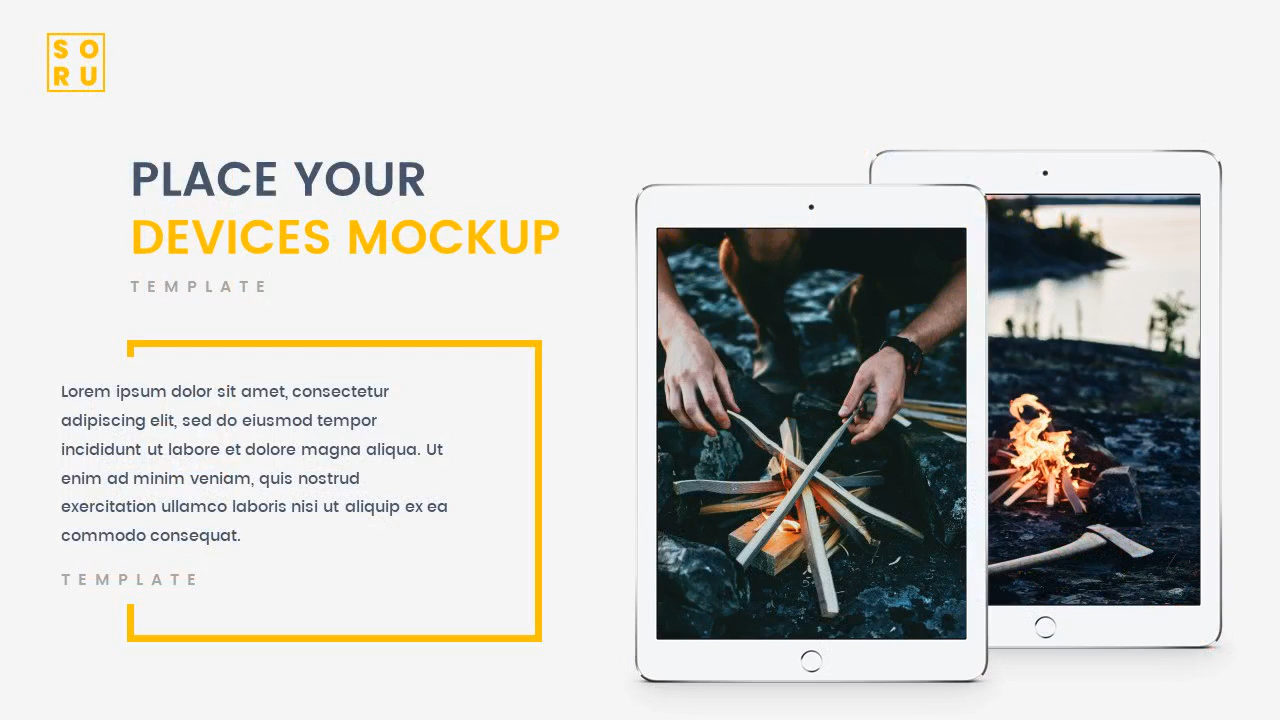 S O
R U
PLACE YOUR
DEVICES MOCKUP
TEMPLATE
Lorem ipsum dolor sit amet, consectetur
adipiscing elit, sed do eiusmod tempor
incididunt ut labore et dolore magna aliqua. Ut
enim ad minim veniam, quis nostrud
exercitation ullamco laboris nisi ut aliquip ex ea
commodo consequat.
TEMPLATE